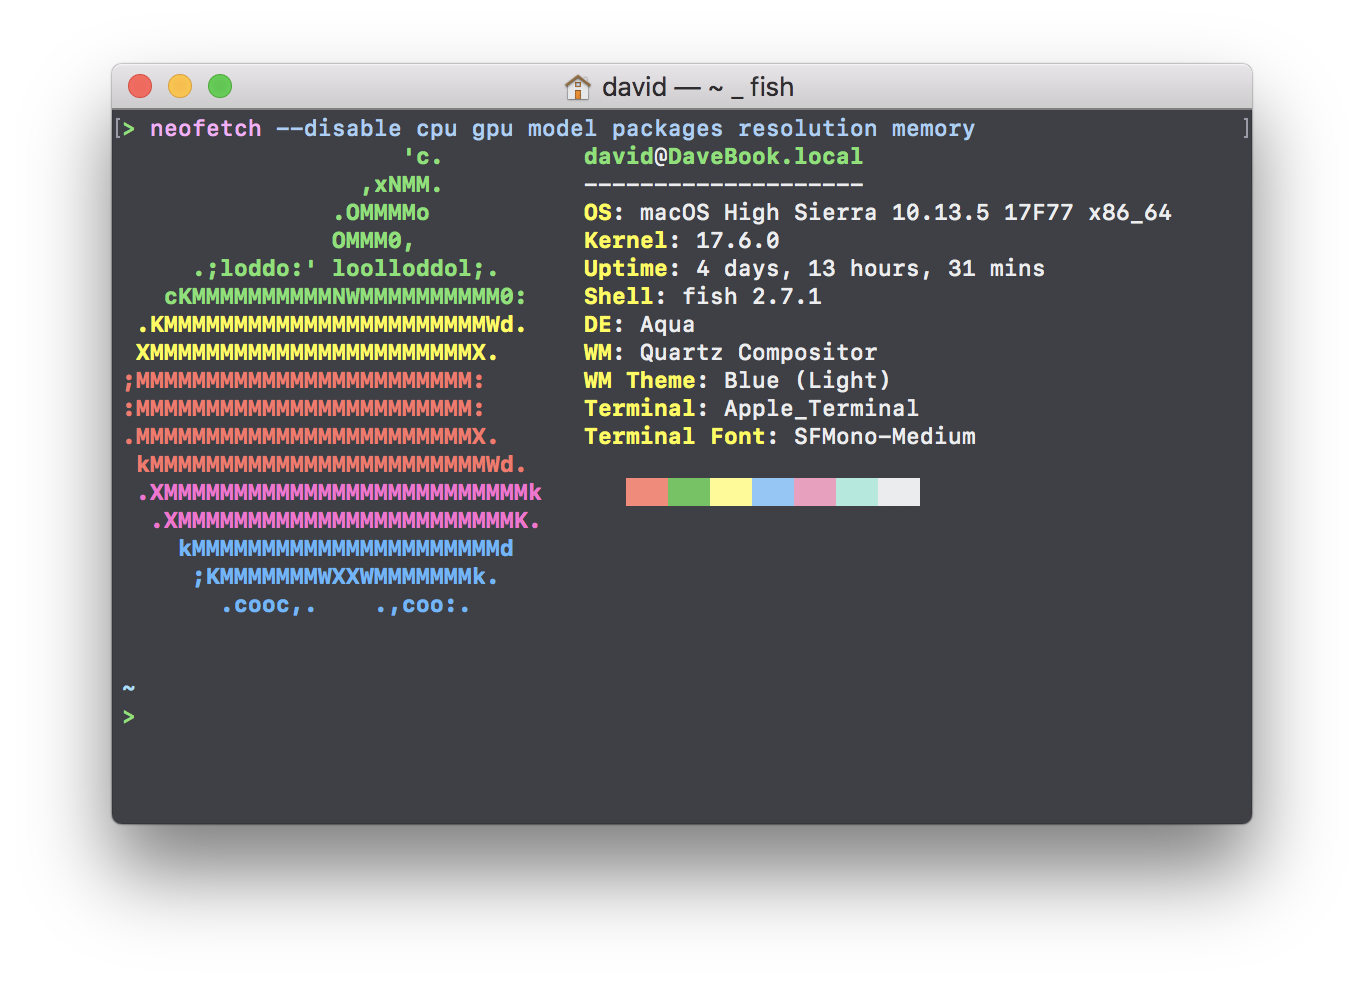 david — ~ _ fish
[> neofetch --disable cpu gpu model packages resolution memory ]
                    'c.          david@DaveBook.local
                 ,xNMM.          --------------------
               .OMMMMo           OS: macOS High Sierra 10.13.5 17F77 x86_64
               OMMM0,            Kernel: 17.6.0
     .;loddo:' loolloddol;.      Uptime: 4 days, 13 hours, 31 mins
   cKMMMMMMMMMMNWMMMMMMMMMM0:    Shell: fish 2.7.1
 .KMMMMMMMMMMMMMMMMMMMMMMMWd.    DE: Aqua
 XMMMMMMMMMMMMMMMMMMMMMMMX.      WM: Quartz Compositor
;MMMMMMMMMMMMMMMMMMMMMMMM:       WM Theme: Blue (Light)
:MMMMMMMMMMMMMMMMMMMMMMMM:       Terminal: Apple_Terminal
.MMMMMMMMMMMMMMMMMMMMMMMMX.      Terminal Font: SFMono-Medium
 kMMMMMMMMMMMMMMMMMMMMMMMMWd.
 .XMMMMMMMMMMMMMMMMMMMMMMMMMMk
  .XMMMMMMMMMMMMMMMMMMMMMMMMK.
    kMMMMMMMMMMMMMMMMMMMMMMd
     ;KMMMMMMMWXXWMMMMMMMk.
       .cooc,.    .,coo:.
~
>